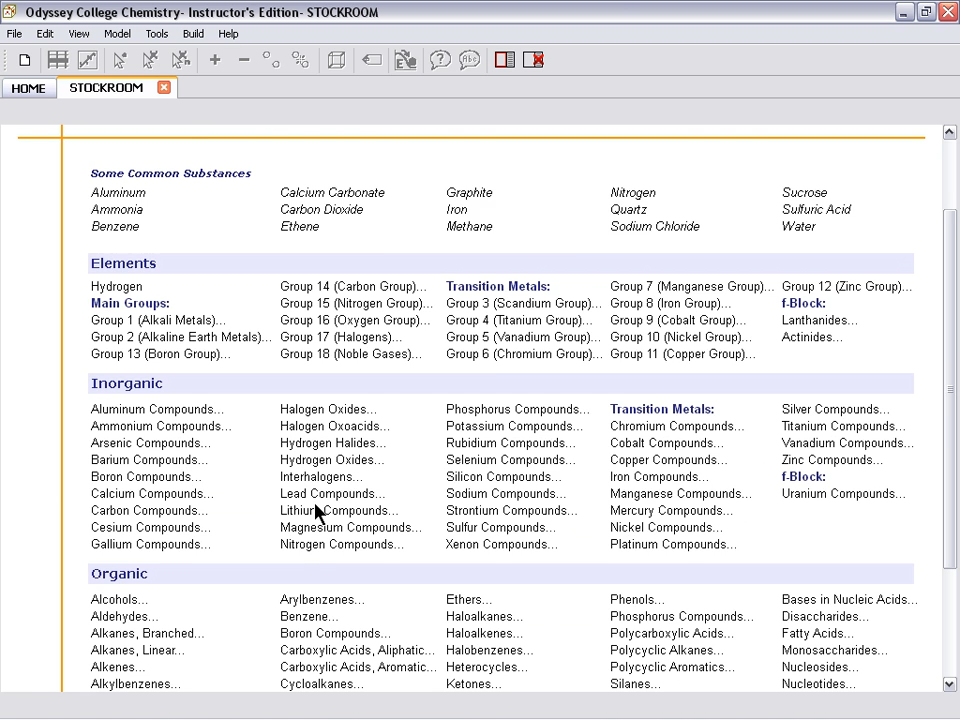 Odyssey College Chemistry- Instructor's Edition- STOCKROOM
File Edit View Model Tools Build Help
HOME STOCKROOM
Some Common Substances
Aluminum Calcium Carbonate Graphite Nitrogen Sucrose
Ammonia Carbon Dioxide Iron Quartz Sulfuric Acid
Benzene Ethene Methane Sodium Chloride Water
Elements
Hydrogen Group 14 (Carbon Group)... Transition Metals: Group 7 (Manganese Group)... Group 12 (Zinc Group)...
Main Groups: Group 15 (Nitrogen Group)... Group 3 (Scandium Group)... Group 8 (Iron Group)... f-Block:
Group 1 (Alkali Metals)... Group 16 (Oxygen Group)... Group 4 (Titanium Group)... Group 9 (Cobalt Group)... Lanthanides...
Group 2 (Alkaline Earth Metals)... Group 17 (Halogens)... Group 5 (Vanadium Group)... Group 10 (Nickel Group)... Actinides...
Group 13 (Boron Group)... Group 18 (Noble Gases)... Group 6 (Chromium Group)... Group 11 (Copper Group)...
Inorganic
Aluminum Compounds... Halogen Oxides... Phosphorus Compounds... Transition Metals: Silver Compounds...
Ammonium Compounds... Halogen Oxoacids... Potassium Compounds... Chromium Compounds... Titanium Compounds...
Arsenic Compounds... Hydrogen Halides... Rubidium Compounds... Cobalt Compounds... Vanadium Compounds...
Barium Compounds... Hydrogen Oxides... Selenium Compounds... Copper Compounds... Zinc Compounds...
Boron Compounds... Interhalogens... Silicon Compounds... Iron Compounds... f-Block:
Calcium Compounds... Lead Compounds... Sodium Compounds... Manganese Compounds... Uranium Compounds...
Carbon Compounds... Lithium Compounds... Strontium Compounds... Mercury Compounds...
Cesium Compounds... Magnesium Compounds... Sulfur Compounds... Nickel Compounds...
Gallium Compounds... Nitrogen Compounds... Xenon Compounds... Platinum Compounds...
Organic
Alcohols... Arylbenzenes... Ethers... Phenols... Bases in Nucleic Acids...
Aldehydes... Benzene... Haloalkanes... Phosphorus Compounds... Disaccharides...
Alkanes, Branched... Boron Compounds... Haloalkenes... Polycarboxylic Acids... Fatty Acids...
Alkanes, Linear... Carboxylic Acids, Aliphatic... Halobenzenes... Polycyclic Alkanes... Monosaccharides...
Alkenes... Carboxylic Acids, Aromatic... Heterocycles... Polycyclic Aromatics... Nucleosides...
Alkylbenzenes... Cycloalkanes... Ketones... Silanes... Nucleotides...